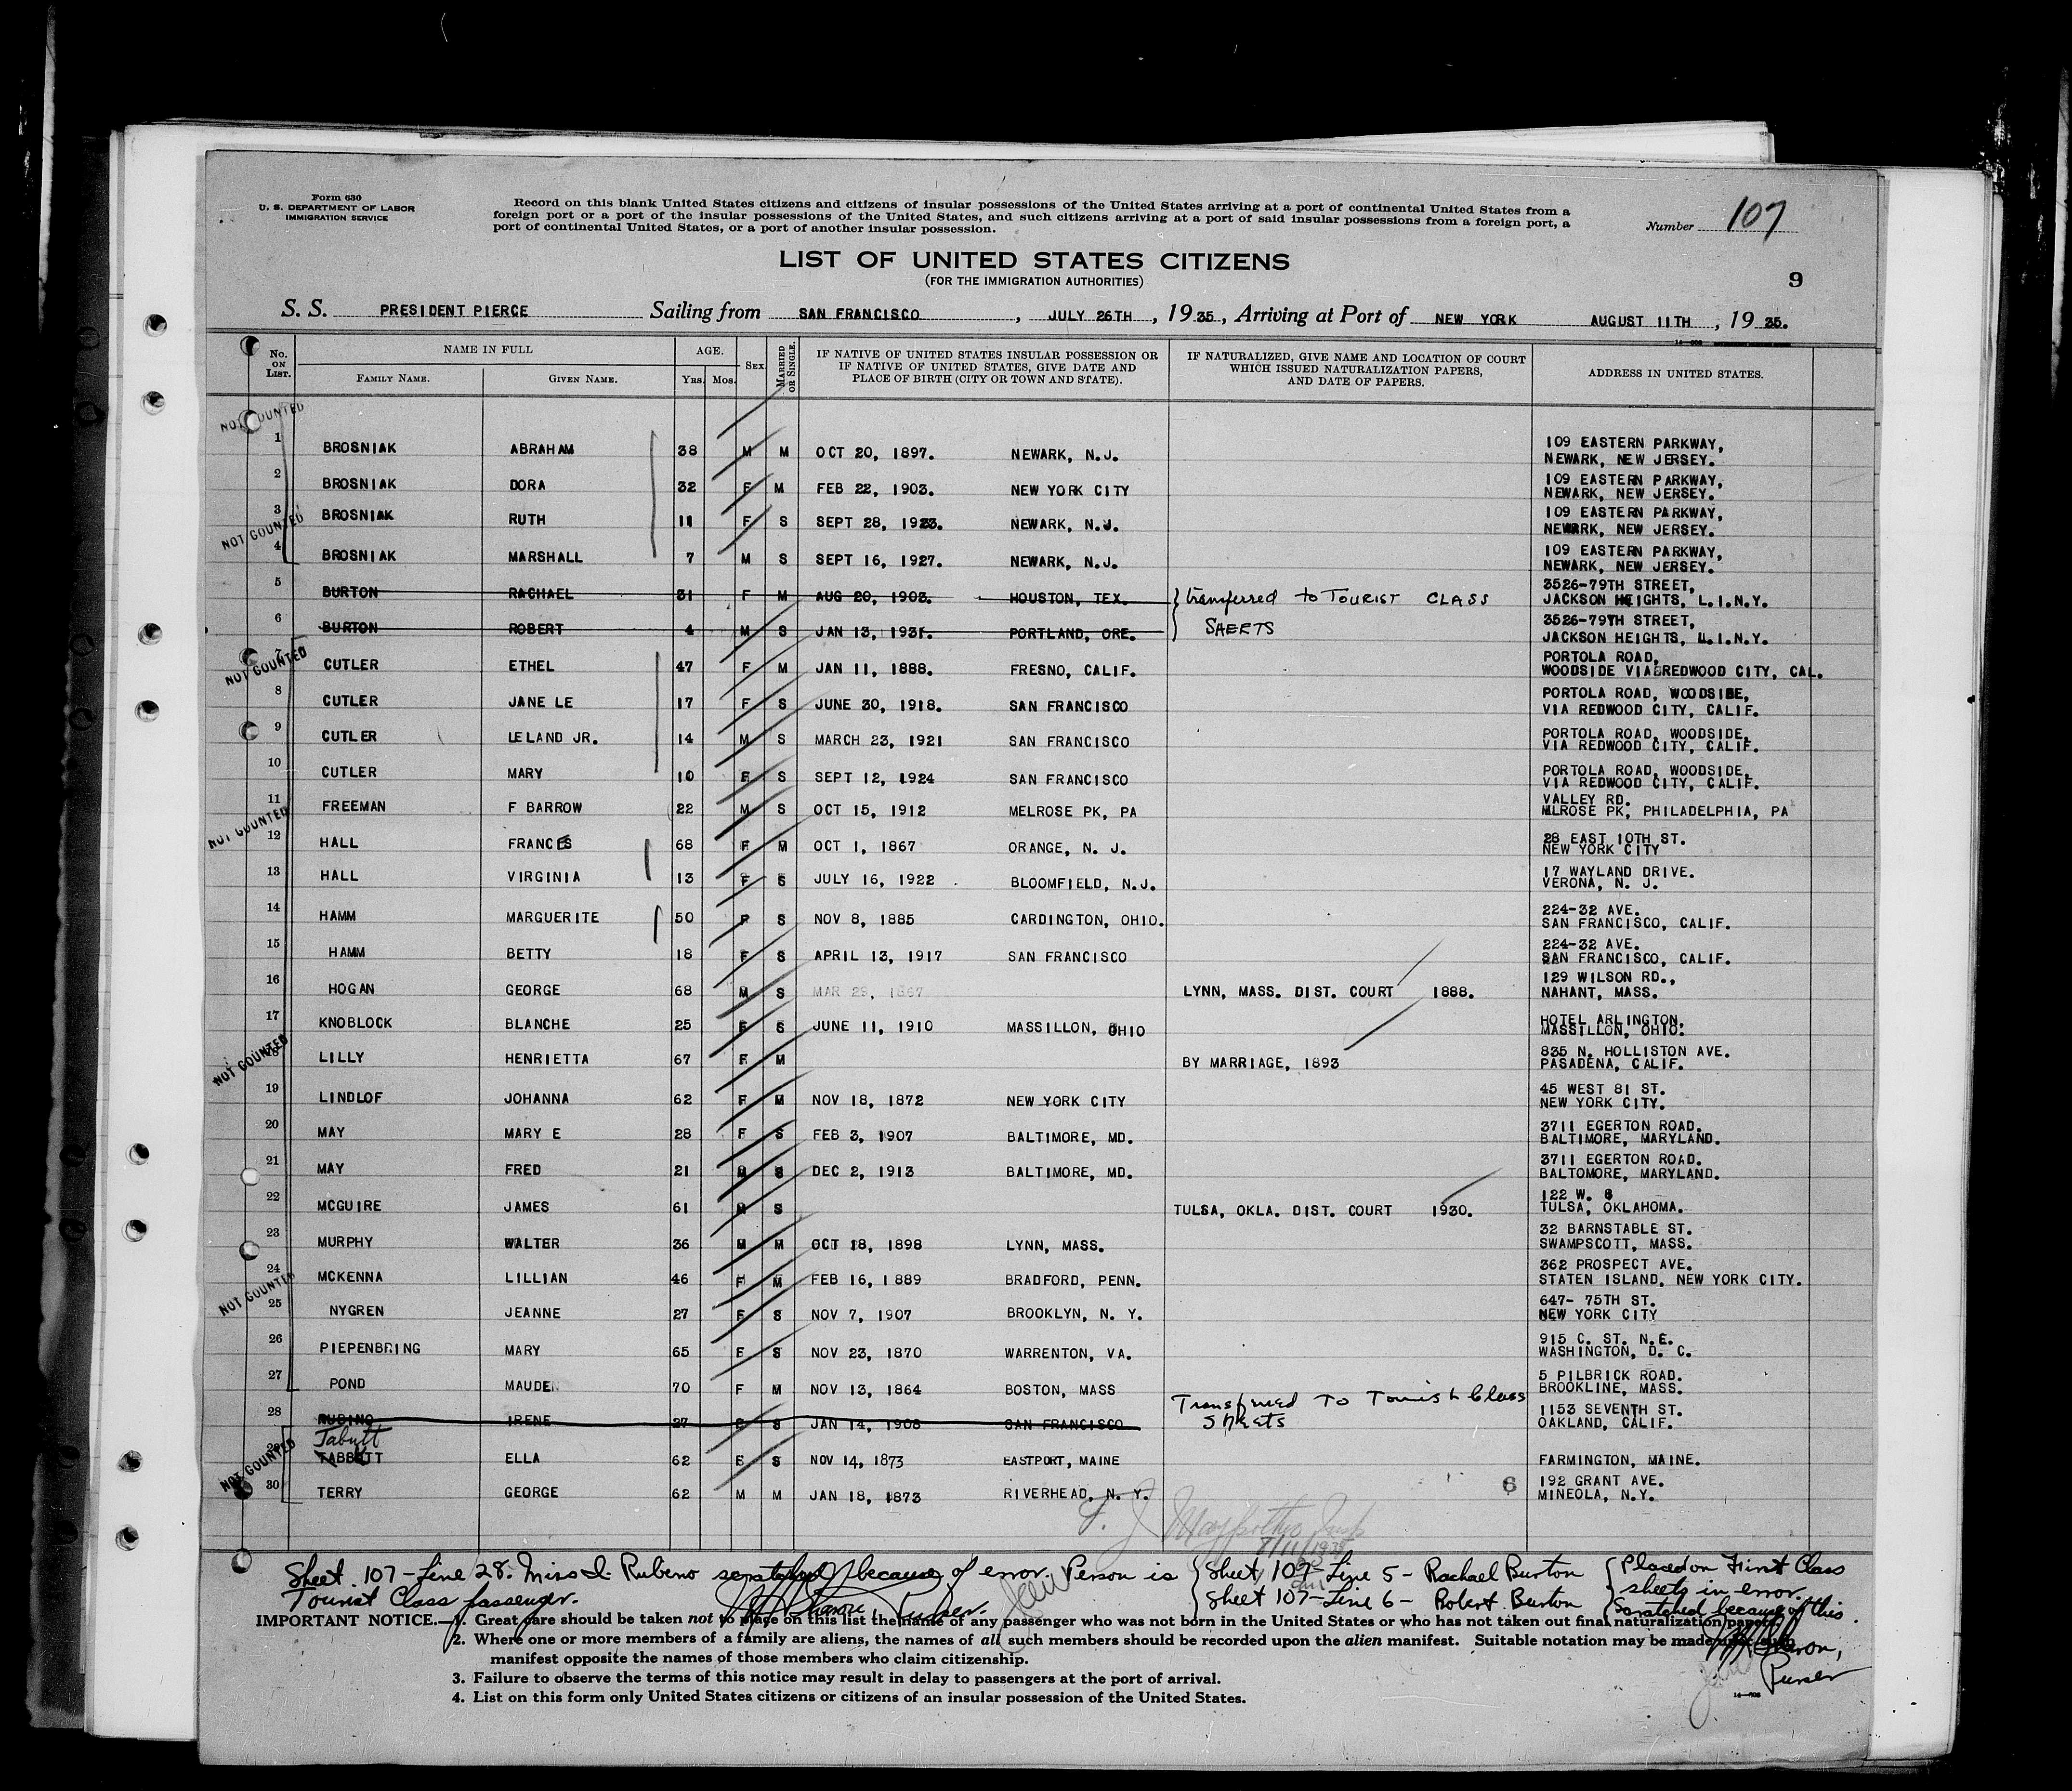 Form 630
U. S. DEPARTMENT OF LABOR
IMMIGRATION SERVICE
Record on this blank United States citizens and citizens of insular possessions of the United States arriving at a port of continental United States from a
foreign port or a port of the insular possessions of the United States, and such citizens arriving at a port of said insular possessions from a foreign port, a
port of continental United States, or a port of another insular possession.
Number 107
LIST OF UNITED STATES CITIZENS
(FOR THE IMMIGRATION AUTHORITIES)
9
S. S. PRESIDENT PIERCE Sailing from SAN FRANCISCO, JULY 26TH, 1935, Arriving at Port of NEW YORK AUGUST 11TH, 1935.
No. ON LIST. NAME IN FULL FAMILY NAME. GIVEN NAME. AGE. Yrs. Mos. SEX MARRIED OR SINGLE. IF NATIVE OF UNITED STATES INSULAR POSSESSION OR IF NATIVE OF UNITED STATES, GIVE DATE AND PLACE OF BIRTH (CITY OR TOWN AND STATE). IF NATURALIZED, GIVE NAME AND LOCATION OF COURT WHICH ISSUED NATURALIZATION PAPERS, AND DATE OF PAPERS. ADDRESS IN UNITED STATES.
NOT COUNTED
1 BROSNIAK ABRAHAM 38 M M OCT 20, 1897. NEWARK, N.J. 109 EASTERN PARKWAY, NEWARK, NEW JERSEY.
2 BROSNIAK DORA 32 F M FEB 22, 1903. NEW YORK CITY 109 EASTERN PARKWAY, NEWARK, NEW JERSEY.
3 BROSNIAK RUTH 11 F S SEPT 28, 1923. NEWARK, N.J. 109 EASTERN PARKWAY, NEWARK, NEW JERSEY.
NOT COUNTED
4 BROSNIAK MARSHALL 7 M S SEPT 16, 1927. NEWARK, N.J. 109 EASTERN PARKWAY, NEWARK, NEW JERSEY.
5 BURTON RACHAEL 31 F M AUG 20, 1903. HOUSTON, TEX. transferred to TOURIST CLASS 3526-79TH STREET, JACKSON HEIGHTS, L.I.N.Y.
6 BURTON ROBERT 4 M S JAN 13, 1931. PORTLAND, ORE. SHEETS 3526-79TH STREET, JACKSON HEIGHTS, L.I.N.Y.
NOT COUNTED
7 CUTLER ETHEL 47 F M JAN 11, 1888. FRESNO, CALIF. PORTOLA ROAD, WOODSIDE VIA REDWOOD CITY, CAL.
8 CUTLER JANE LE 17 F S JUNE 30, 1918. SAN FRANCISCO PORTOLA ROAD, WOODSIDE, VIA REDWOOD CITY, CALIF.
9 CUTLER LELAND JR. 14 M S MARCH 23, 1921 SAN FRANCISCO PORTOLA ROAD, WOODSIDE, VIA REDWOOD CITY, CALIF.
10 CUTLER MARY 10 F S SEPT 12, 1924 SAN FRANCISCO PORTOLA ROAD, WOODSIDE, VIA REDWOOD CITY, CALIF.
11 FREEMAN F BARROW 22 M S OCT 15, 1912 MELROSE PK, PA VALLEY RD. MLROSE PK, PHILADELPHIA, PA
NOT COUNTED
12 HALL FRANCES 68 F M OCT 1, 1867 ORANGE, N. J. 28 EAST 10TH ST. NEW YORK CITY
13 HALL VIRGINIA 13 F S JULY 16, 1922 BLOOMFIELD, N.J. 17 WAYLAND DRIVE. VERONA, N. J.
14 HAMM MARGUERITE 50 F S NOV 8, 1885 CARDINGTON, OHIO. 224-32 AVE. SAN FRANCISCO, CALIF.
15 HAMM BETTY 18 F S APRIL 13, 1917 SAN FRANCISCO 224-32 AVE. SAN FRANCISCO, CALIF.
16 HOGAN GEORGE 68 M S MAR 29, 1867 LYNN, MASS. DIST. COURT 1888. 129 WILSON RD., NAHANT, MASS.
17 KNOBLOCK BLANCHE 25 F S JUNE 11, 1910 MASSILLON, OHIO HOTEL ARLINGTON, MASSILLON, OHIO.
NOT COUNTED
18 LILLY HENRIETTA 67 F M BY MARRIAGE, 1893 835 N. HOLLISTON AVE. PASADENA, CALIF.
19 LINDLOF JOHANNA 62 F M NOV 18, 1872 NEW YORK CITY 45 WEST 81 ST. NEW YORK CITY.
20 MAY MARY E 28 F S FEB 3, 1907 BALTIMORE, MD. 3711 EGERTON ROAD. BALTIMORE, MARYLAND.
21 MAY FRED 21 M S DEC 2, 1913 BALTIMORE, MD. 3711 EGERTON ROAD. BALTOMORE, MARYLAND.
22 MCGUIRE JAMES 61 M S TULSA, OKLA. DIST. COURT 1930. 122 W. 6 TULSA, OKLAHOMA.
23 MURPHY WALTER 36 M M OCT 18, 1898 LYNN, MASS. 32 BARNSTABLE ST. SWAMPSCOTT, MASS.
24 MCKENNA LILLIAN 46 F M FEB 16, 1889 BRADFORD, PENN. 362 PROSPECT AVE. STATEN ISLAND, NEW YORK CITY.
NOT COUNTED
25 NYGREN JEANNE 27 F S NOV 7, 1907 BROOKLYN, N. Y. 647- 75TH ST. NEW YORK CITY
26 PIEPENBRING MARY 65 F S NOV 23, 1870 WARRENTON, VA. 915 C. ST. N.E. WASHINGTON, D. C.
27 POND MAUDE 70 F M NOV 13, 1864 BOSTON, MASS 5 PILBRICK ROAD. BROOKLINE, MASS.
28 RUBINO IRENE 27 F S JAN 14, 1908 SAN FRANCISCO Transferred To Tourist Class Sheets 1153 SEVENTH ST. OAKLAND, CALIF.
Tabutt
NOT COUNTED
29 TABBUTT ELLA 62 F S NOV 14, 1873 EASTPORT, MAINE FARMINGTON, MAINE.
30 TERRY GEORGE 62 M M JAN 18, 1873 RIVERHEAD, N. Y. 6 192 GRANT AVE. MINEOLA, N.Y.
8/11/1935
Sheet 107-Line 28. Miss I. Rubino scratched because of error. Person is
Tourist Class passenger. Purser.
Sheet 107-Line 5 - Rachael Burton
Sheet 107-Line 6 - Robert Burton
Placed on First Class
sheets in error.
Scratched because of this.
Purser
IMPORTANT NOTICE.—1. Great care should be taken not to place on this list the name of any passenger who was not born in the United States or who has not taken out final naturalization papers.
2. Where one or more members of a family are aliens, the names of all such members should be recorded upon the alien manifest. Suitable notation may be made upon such
manifest opposite the names of those members who claim citizenship.
3. Failure to observe the terms of this notice may result in delay to passengers at the port of arrival.
4. List on this form only United States citizens or citizens of an insular possession of the United States.